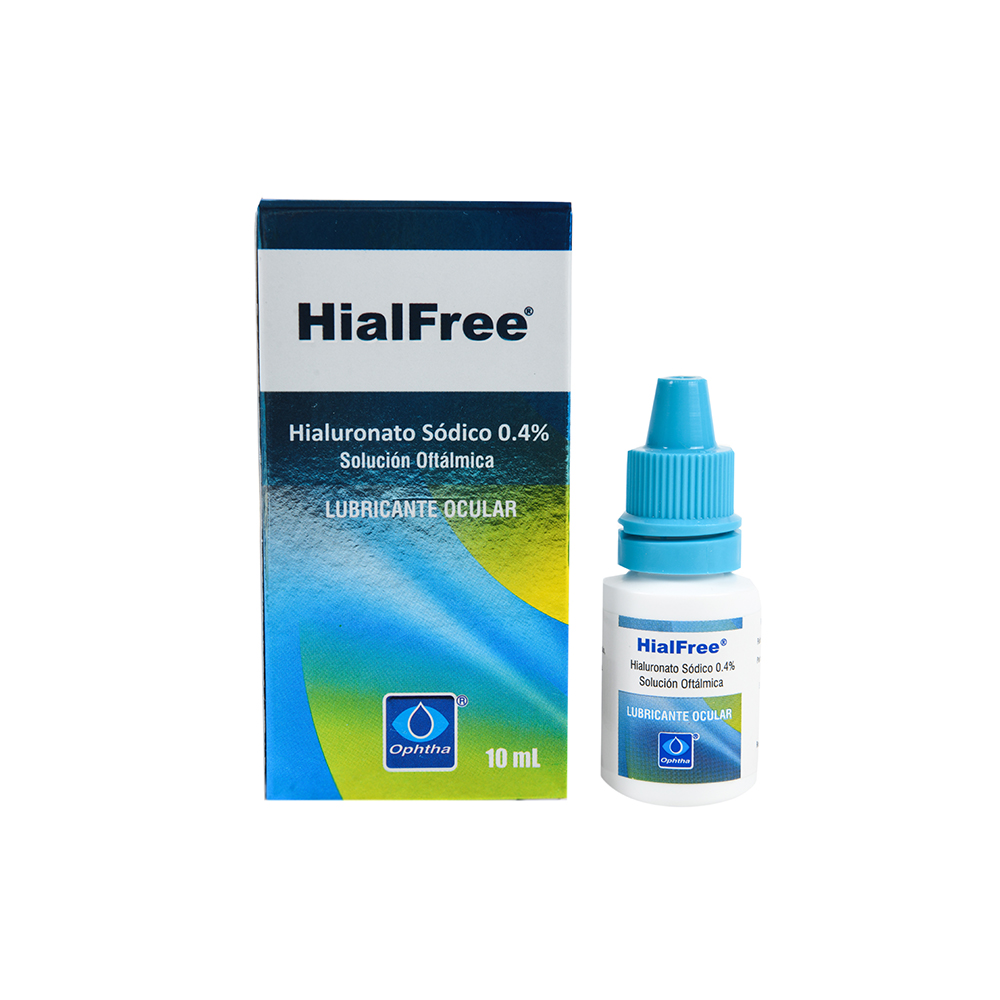 HialFree®
Hialuronato Sódico 0.4%
Solución Oftálmica
LUBRICANTE OCULAR
Ophtha®
10 mL
HialFree®
Hialuronato Sódico 0.4%
Solución Oftálmica
LUBRICANTE OCULAR
Ophtha®